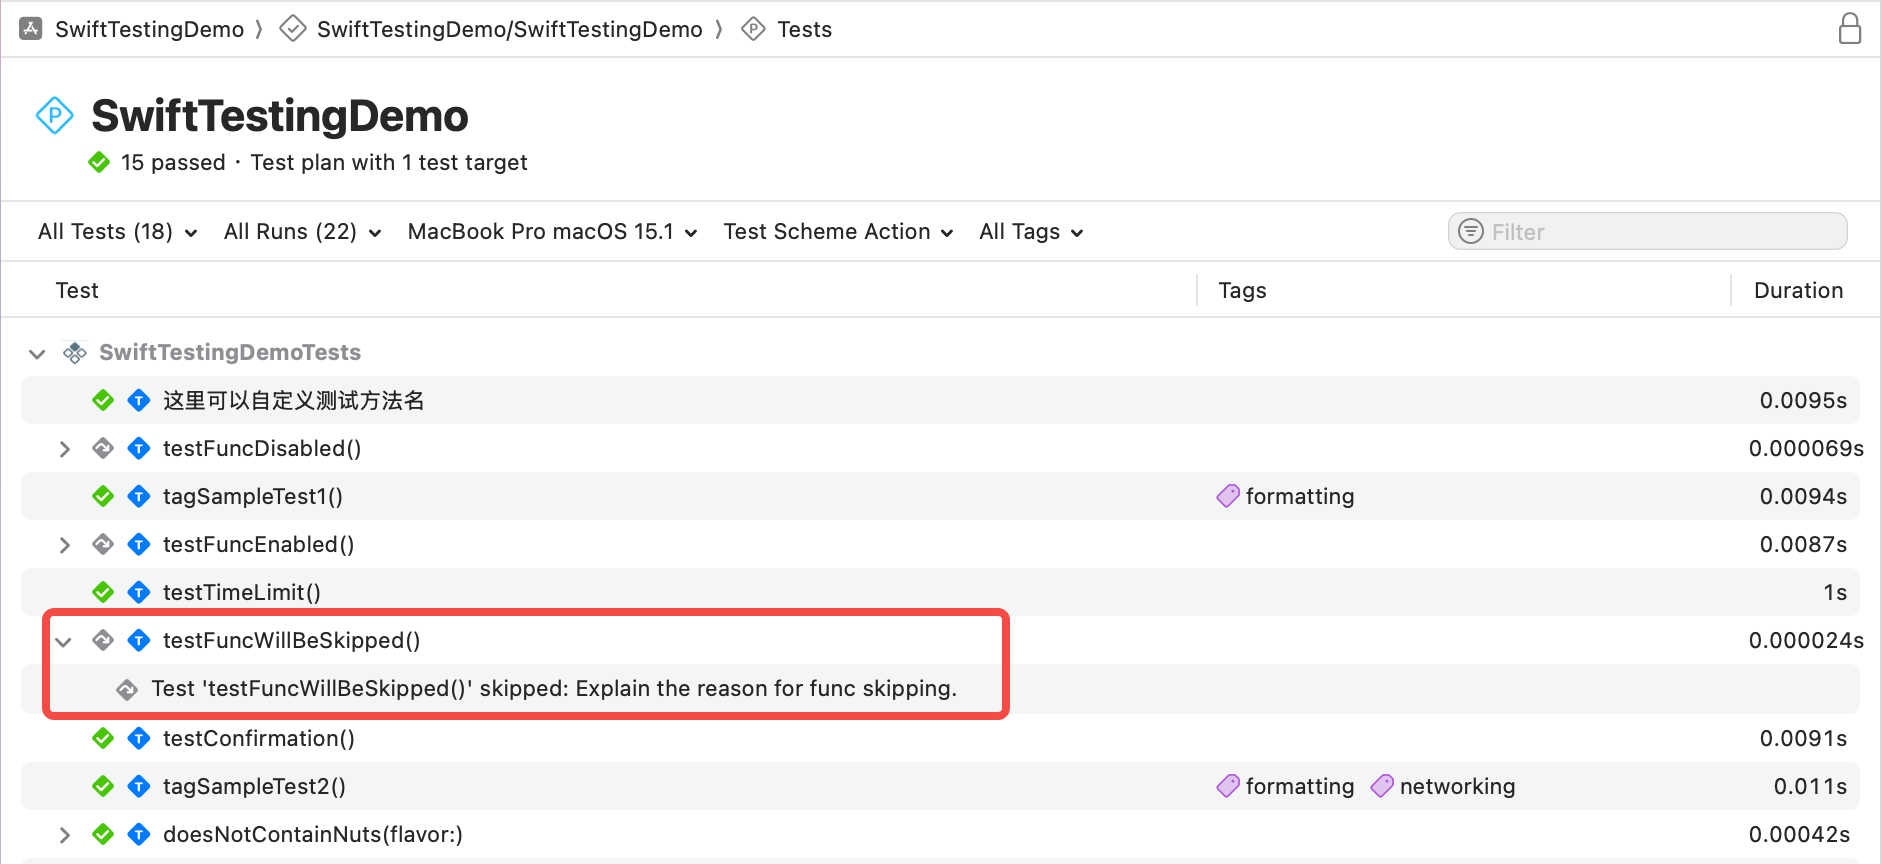 SwiftTestingDemo 〉 SwiftTestingDemo/SwiftTestingDemo 〉 Tests
SwiftTestingDemo
15 passed · Test plan with 1 test target
All Tests (18) All Runs (22) MacBook Pro macOS 15.1 Test Scheme Action All Tags Filter
Test Tags Duration
SwiftTestingDemoTests
这里可以自定义测试方法名 0.0095s
testFuncDisabled() 0.000069s
tagSampleTest1() formatting 0.0094s
testFuncEnabled() 0.0087s
testTimeLimit() 1s
testFuncWillBeSkipped() 0.000024s
Test 'testFuncWillBeSkipped()' skipped: Explain the reason for func skipping.
testConfirmation() 0.0091s
tagSampleTest2() formatting networking 0.011s
doesNotContainNuts(flavor:) 0.00042s